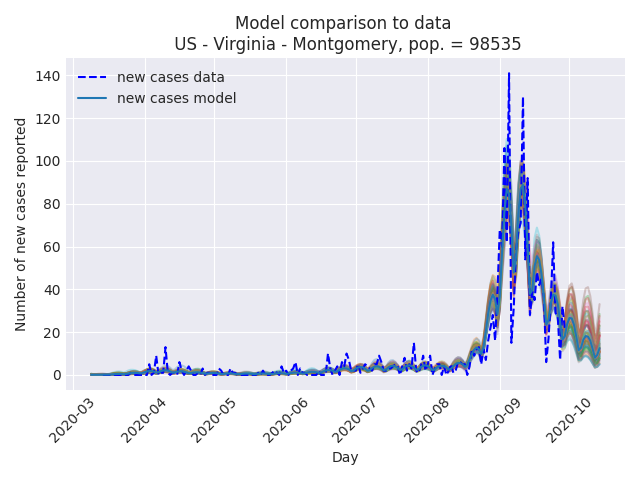 Model comparison to data
US - Virginia - Montgomery, pop. = 98535
new cases data
new cases model
Number of new cases reported
140
120
100
80
60
40
20
0
2020-03
2020-04
2020-05
2020-06
2020-07
2020-08
2020-09
2020-10
Day